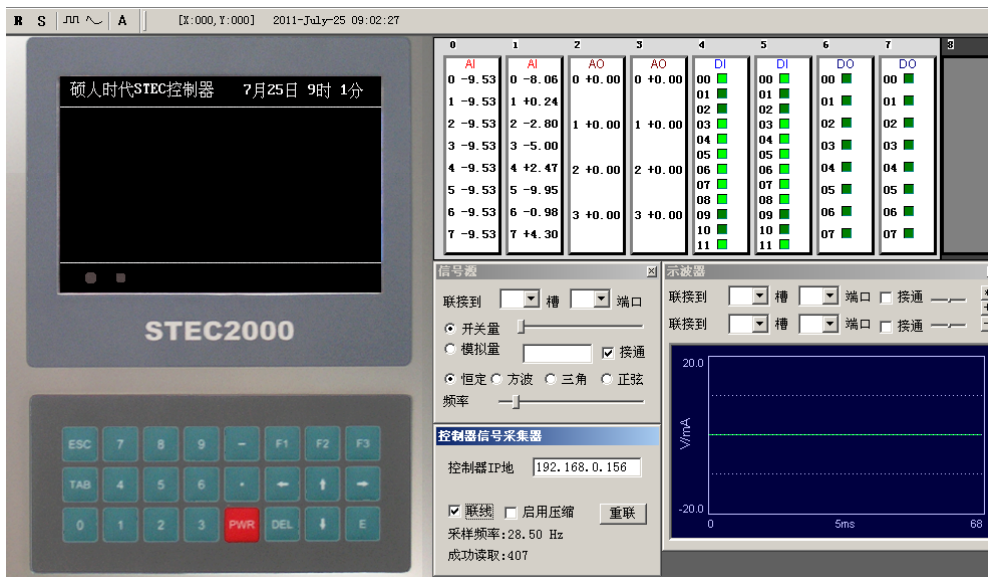 R S A [X:000,Y:000] 2011-July-25 09:02:27
硕人时代STEC控制器 7月25日 9时 1分
STEC2000
ESC 7 8 9 - F1 F2 F3
TAB 4 5 6 . ← ↑ →
0 1 2 3 PWR DEL ↓ E
0 1 2 3 4 5 6 7 8
AI AI AO AO DI DI DO DO
0 -9.53
1 -9.53
2 -9.53
3 -9.53
4 -9.53
5 -9.53
6 -9.53
7 -9.53
0 -8.06
1 +0.24
2 -2.80
3 -5.00
4 +2.47
5 -9.95
6 -0.98
7 +4.30
0 +0.00
1 +0.00
2 +0.00
3 +0.00
0 +0.00
1 +0.00
2 +0.00
3 +0.00
00
01
02
03
04
05
06
07
08
09
10
11
00
01
02
03
04
05
06
07
08
09
10
11
00
01
02
03
04
05
06
07
00
01
02
03
04
05
06
07
信号源
联接到 槽 端口
开关量
模拟量 接通
恒定 方波 三角 正弦
频率
控制器信号采集器
控制器IP地 192.168.0.156
联线 启用压缩 重联
采样频率:28.50 Hz
成功读取:407
示波器
联接到 槽 端口 接通
联接到 槽 端口 接通
20.0
V/mA
-20.0
0 5ms 68